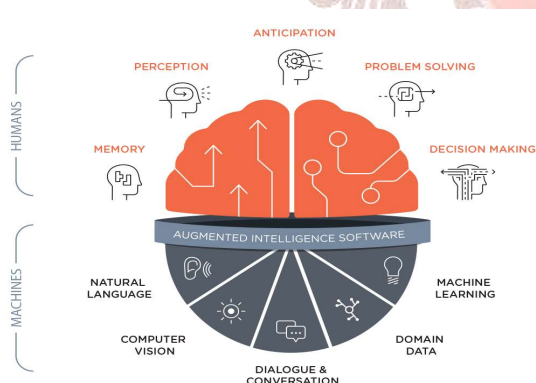 ANTICIPATION
PERCEPTION
PROBLEM SOLVING
HUMANS
MEMORY
DECISION MAKING
AUGMENTED INTELLIGENCE SOFTWARE
MACHINES
NATURAL
LANGUAGE
MACHINE
LEARNING
COMPUTER
VISION
DOMAIN
DATA
DIALOGUE &
CONVERSATION